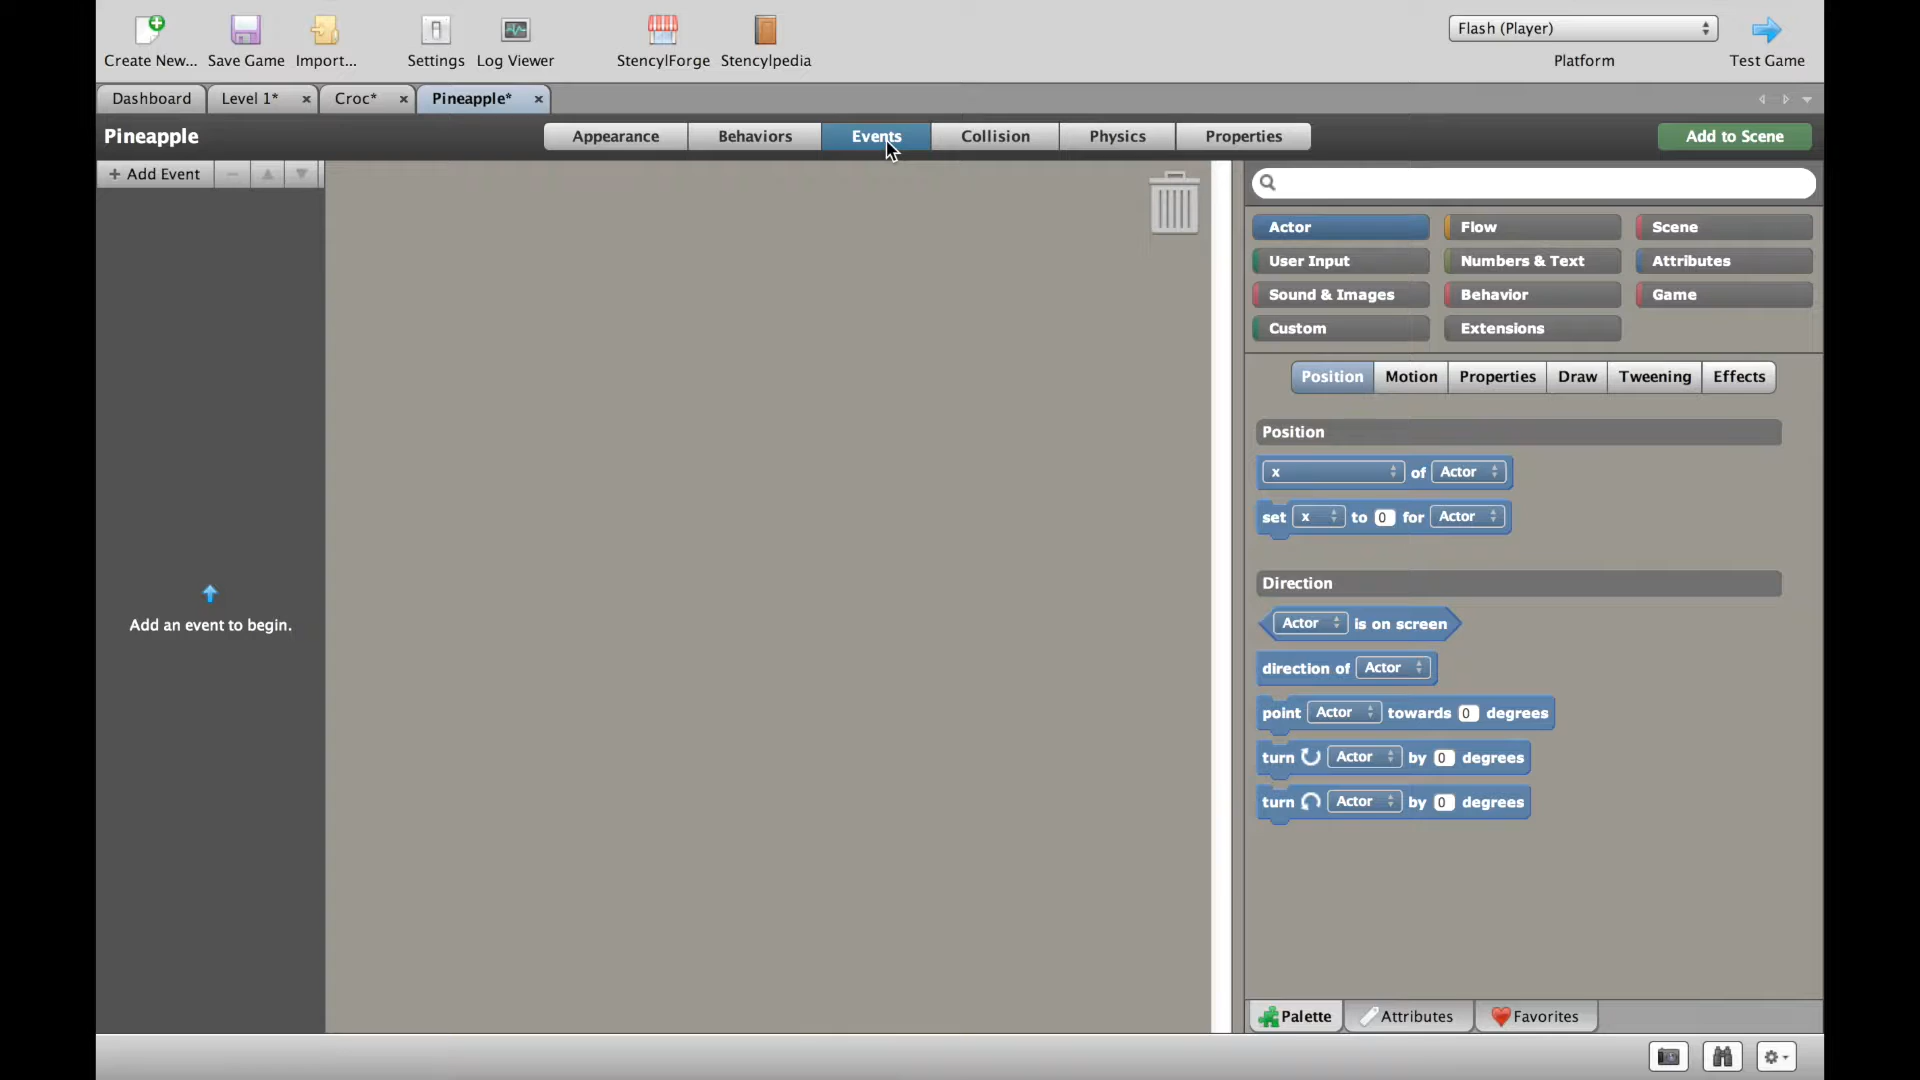 Create New... Save Game Import... Settings Log Viewer StencylForge Stencylpedia Flash (Player) Platform Test Game
Dashboard Level 1* Croc* Pineapple*
Pineapple Appearance Behaviors Events Collision Physics Properties Add to Scene
+ Add Event
Actor Flow Scene
User Input Numbers & Text Attributes
Sound & Images Behavior Game
Custom Extensions
Position Motion Properties Draw Tweening Effects
Position
x of Actor
set x to 0 for Actor
Direction
Actor is on screen
Add an event to begin.
direction of Actor
point Actor towards 0 degrees
turn Actor by 0 degrees
turn Actor by 0 degrees
Palette Attributes Favorites